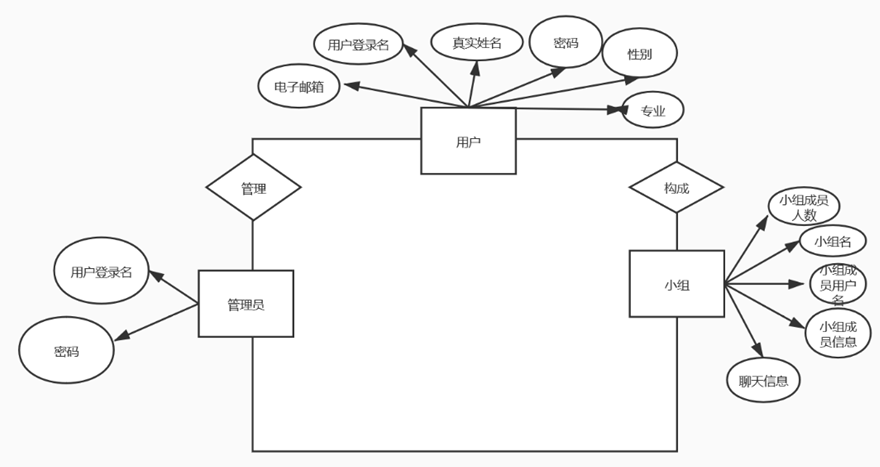 用户登录名
真实姓名
密码
性别
电子邮箱
专业
用户
管理
构成
小组成员
人数
小组名
用户登录名
小组成
员用户
名
管理员
小组
小组成
员信息
密码
聊天信息